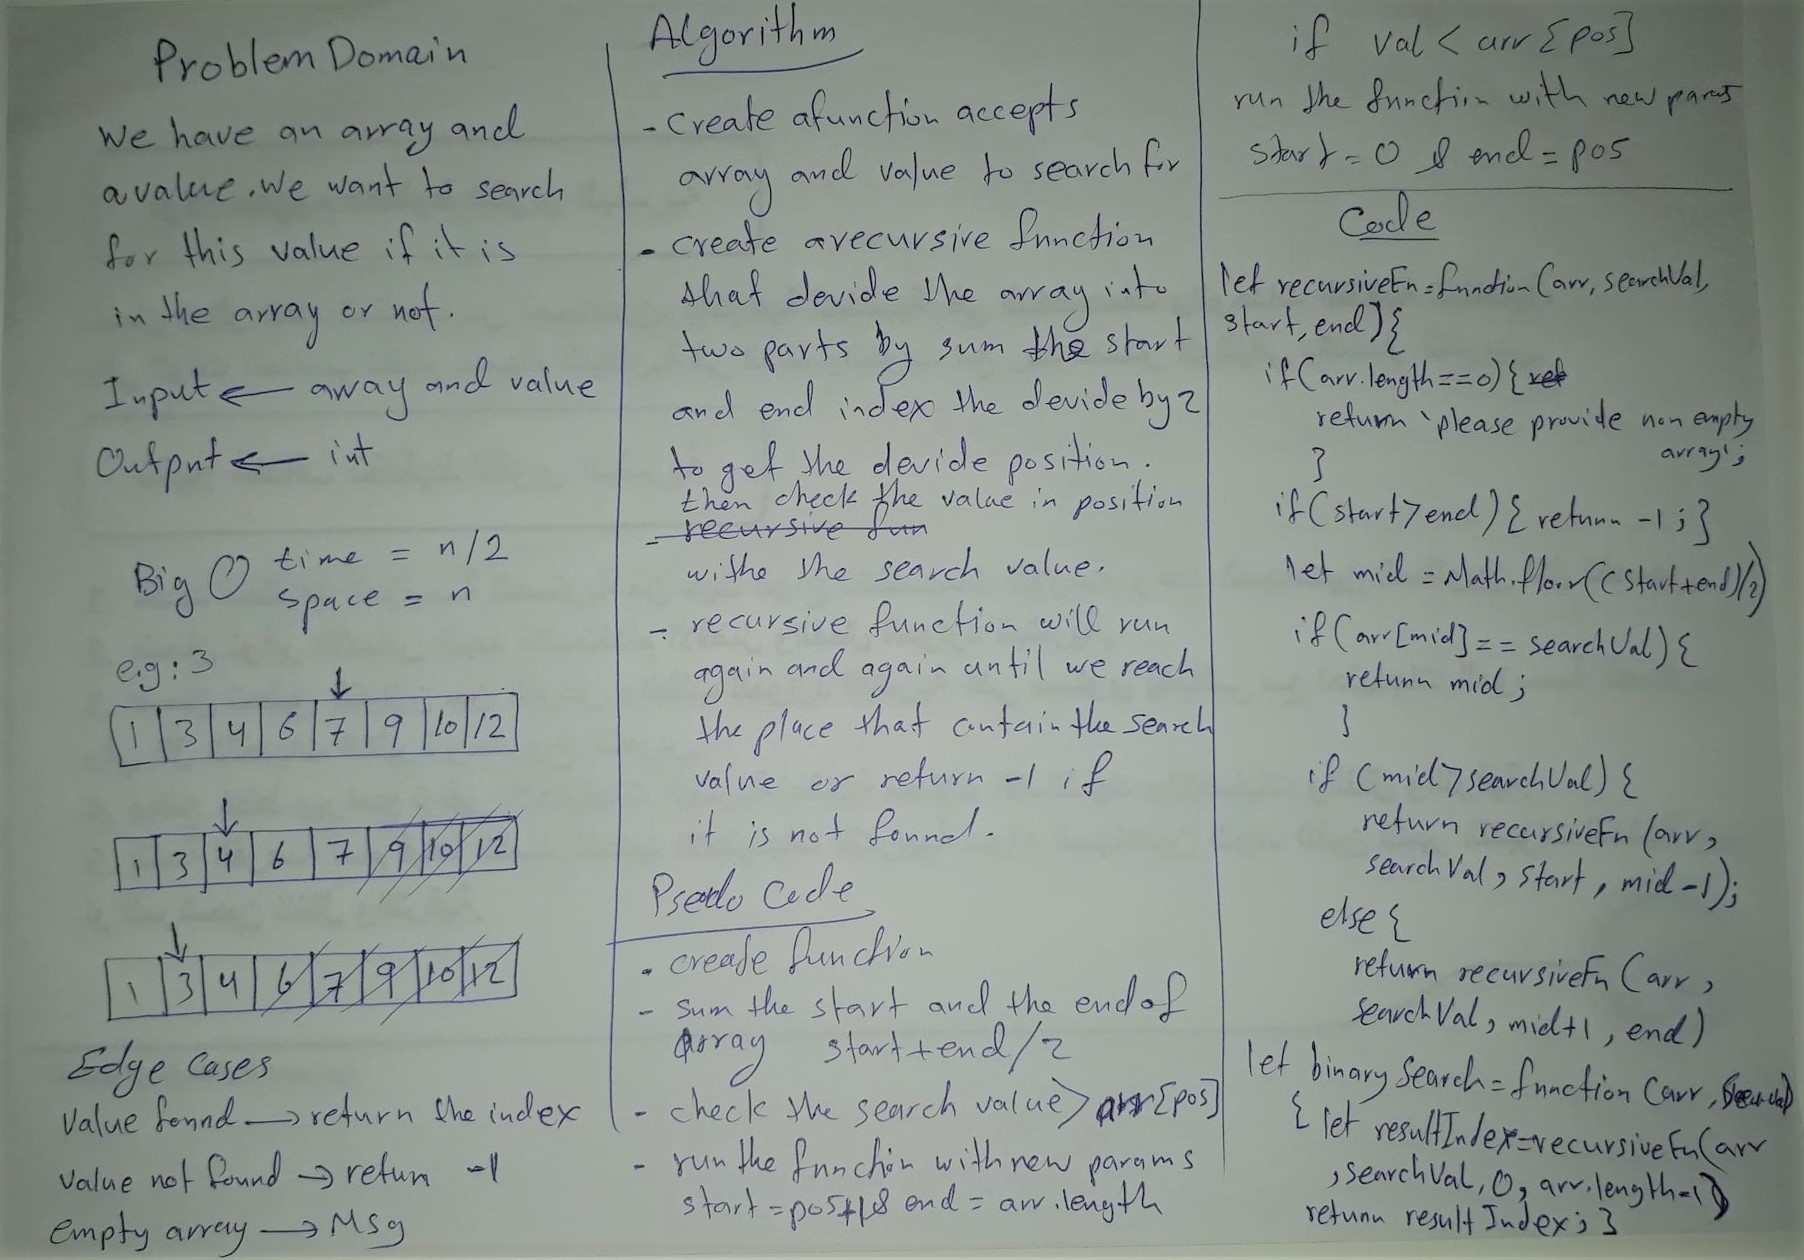 Problem Domain
We have an array and
a value. We want to search
for this value if it is
in the array or not.
Input ← array and value
Output ← int
Big O time = n/2
space = n
e.g : 3
↓
1 3 4 6 7 9 10 12
↓
1 3 4 6 7 9 10 12
↓
1 3 4 6 7 9 10 12
Edge Cases
Value found → return the index
value not found → return -1
empty array → Msg
Algorithm
- create a function accepts
array and value to search for
- create a recursive function
that devide the array into
two parts by sum the start
and end index the devide by 2
to get the devide position.
then check the value in position
- recursive fun
withe the search value.
- recursive function will run
again and again until we reach
the place that contain the search
value or return -1 if
it is not found.
Psedo Code
- create function
- sum the start and the end of
Array start+end/2
- check the search value > arr[pos]
- run the function with new params
start = pos+1 & end = arr.length
if val < arr[pos]
run the function with new params
start = 0 & end = pos
Code
let recursiveFn = function (arr, searchVal,
start, end) {
if (arr.length == 0) { ret
return 'please provide non empty
array';
}
if (start > end) { return -1 ; }
let mid = Math.floor((start+end)/2)
if (arr[mid] == searchVal) {
return mid ;
}
if (mid > searchVal) {
return recursiveFn (arr,
searchVal, start, mid -1);
else {
return recursiveFn (arr,
searchVal, mid+1, end)
let binarySearch = function (arr, searchVal)
{ let resultIndex = recursiveFn(arr
, searchVal, 0, arr.length-1)
return resultIndex; }